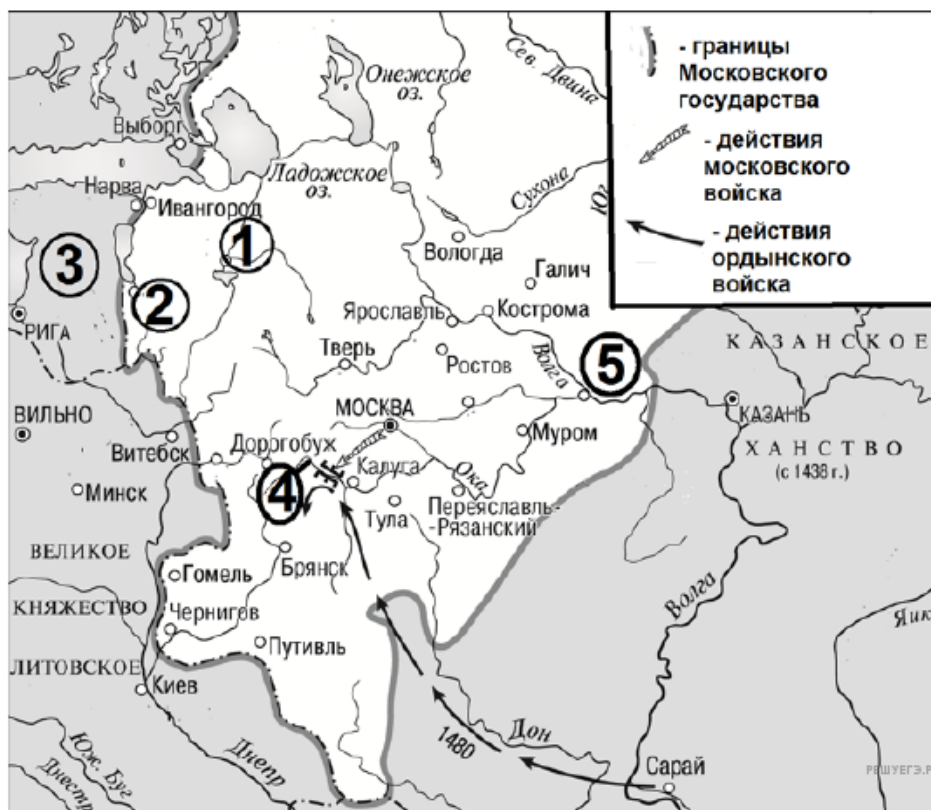 - границы
Московского
государства
- действия
московского
войска
- действия
ордынского
войска
Сев. Двина
Онежское
оз.
Выборг
Ладожское
оз.
Сухона
Юг
Нарва
Ивангород
1
Вологда
3
Галич
2
Кострома
Ярославль
РИГА
Тверь
Ростов
Волга
5
КАЗАНСКОЕ
ВИЛЬНО
МОСКВА
КАЗАНЬ
Муром
ХАНСТВО
(с 1438 г.)
Витебск
Дорогобуж
Калуга
Ока
4
Минск
Тула
Переяславль-
-Рязанский
ВЕЛИКОЕ
Брянск
Гомель
КНЯЖЕСТВО
Чернигов
Волга
Яик
Путивль
ЛИТОВСКОЕ
Киев
Дон
1480
Юж. Буг
Днестр
Днепр
Сарай
РЕШУЕГЭ.Р